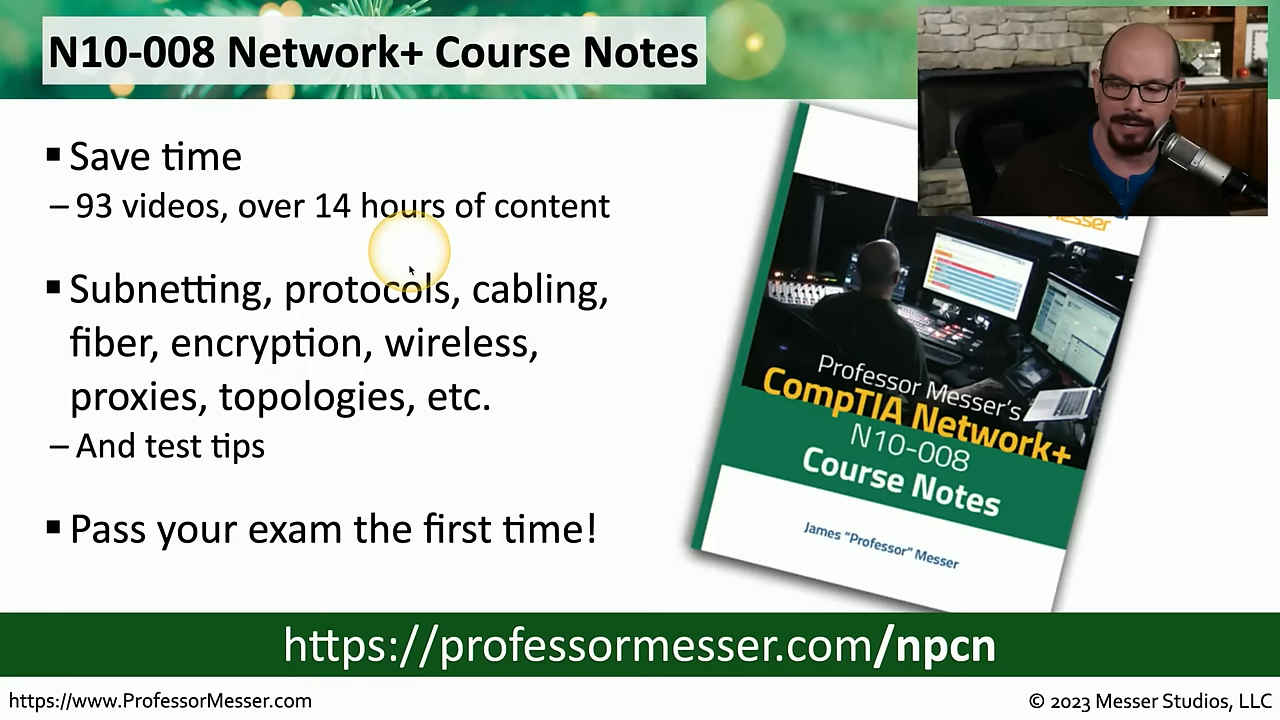 N10-008 Network+ Course Notes
▪ Save time
– 93 videos, over 14 hours of content
▪ Subnetting, protocols, cabling,
fiber, encryption, wireless,
proxies, topologies, etc.
– And test tips
▪ Pass your exam the first time!
Professor Messer's
CompTIA Network+
N10-008
Course Notes
James "Professor" Messer
https://professormesser.com/npcn
https://www.ProfessorMesser.com
© 2023 Messer Studios, LLC